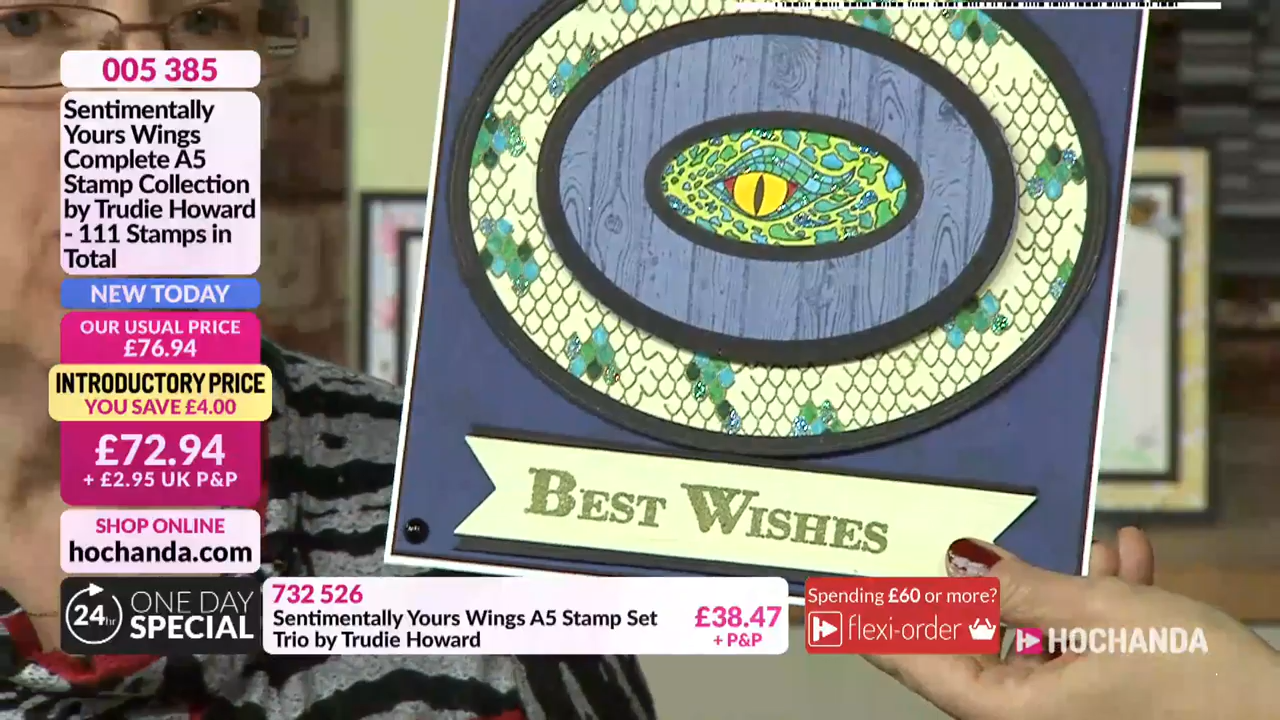 005 385
Sentimentally
Yours Wings
Complete A5
Stamp Collection
by Trudie Howard
- 111 Stamps in
Total
NEW TODAY
OUR USUAL PRICE
£76.94
INTRODUCTORY PRICE
YOU SAVE £4.00
£72.94
+ £2.95 UK P&P
SHOP ONLINE
hochanda.com
BEST WISHES
24hr
ONE DAY
SPECIAL
732 526
Sentimentally Yours Wings A5 Stamp Set
Trio by Trudie Howard
£38.47
+ P&P
Spending £60 or more?
flexi-order
HOCHANDA